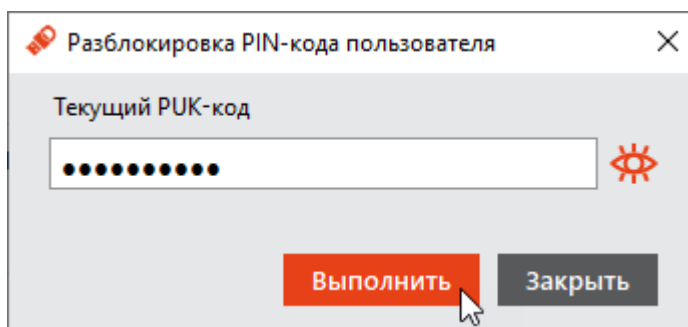 Разблокировка PIN-кода пользователя
Текущий PUK-код
••••••••••
Выполнить
Закрыть